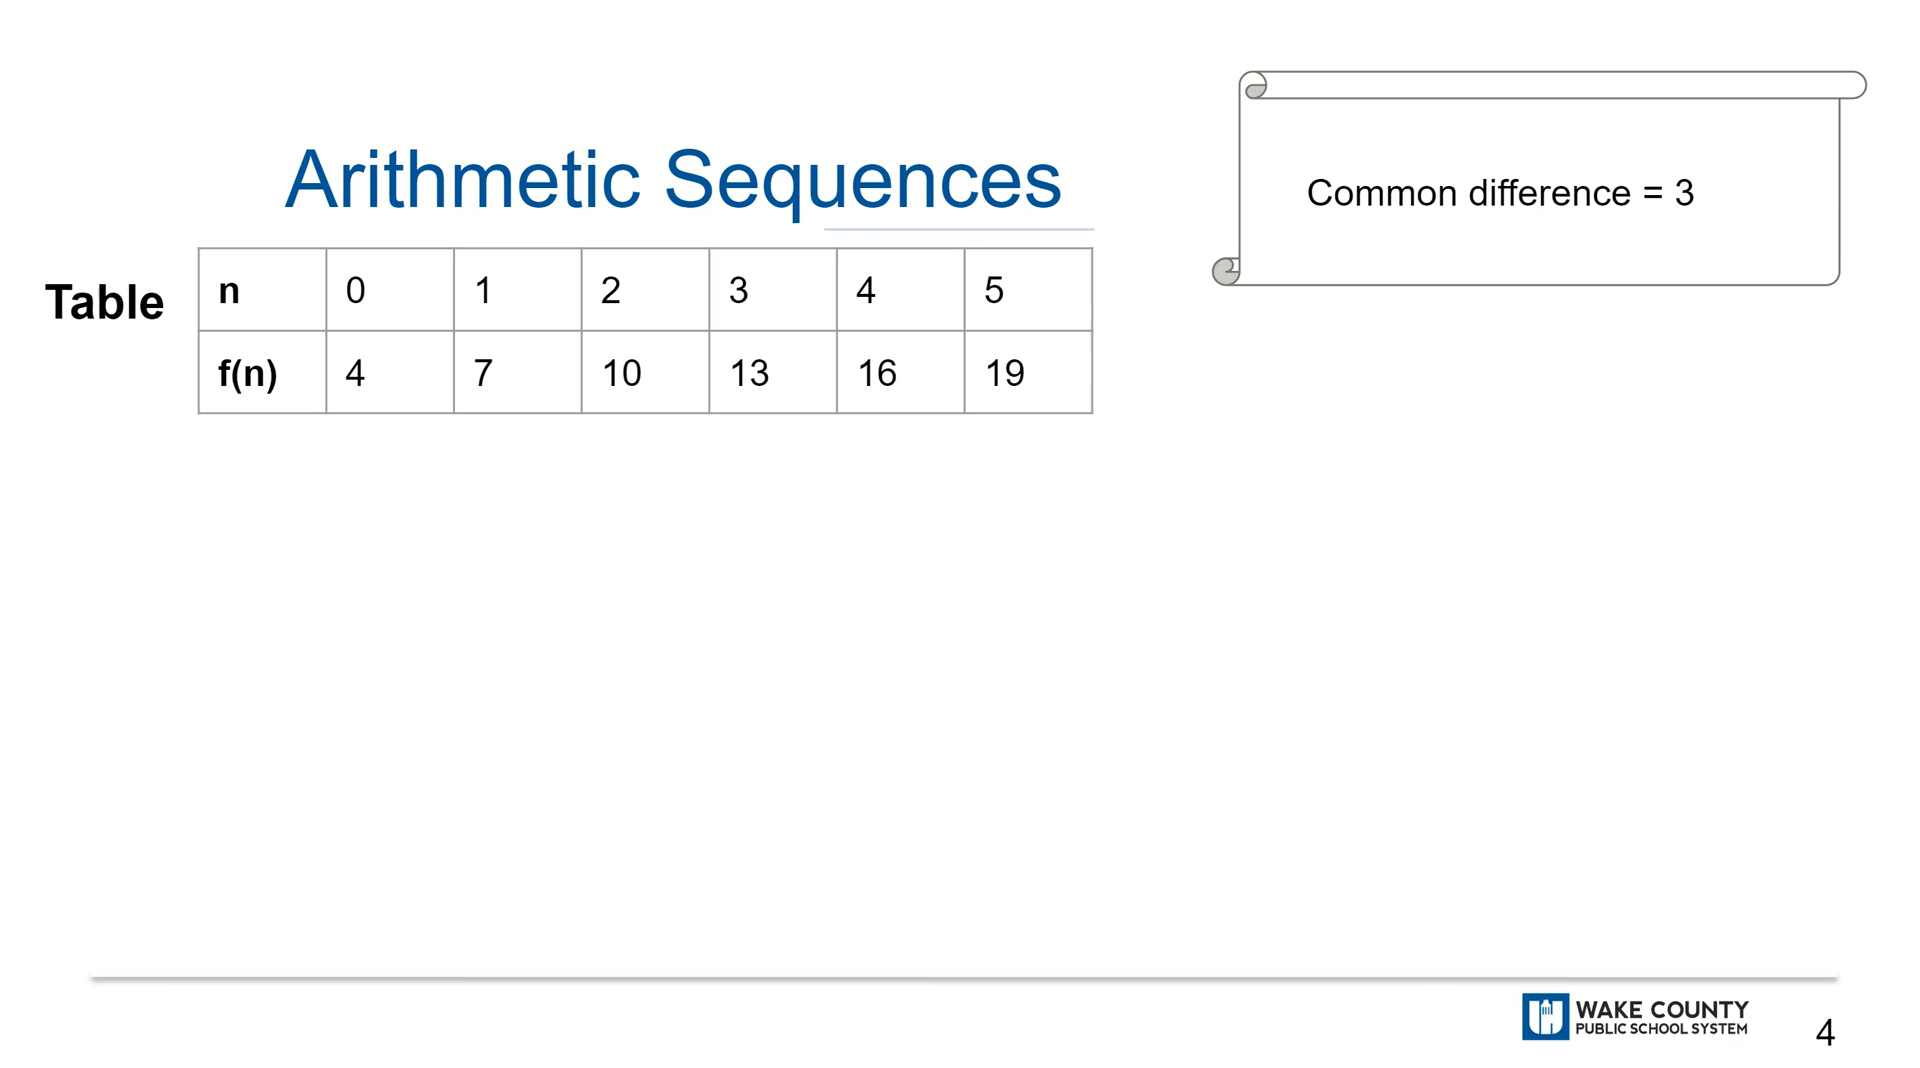 Common difference = 3
Arithmetic Sequences
Table
n 0 1 2 3 4 5
f(n) 4 7 10 13 16 19
WAKE COUNTY
PUBLIC SCHOOL SYSTEM
4